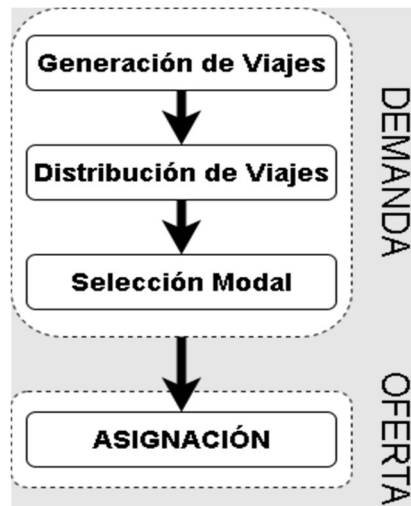 Generación de Viajes
Distribución de Viajes
Selección Modal
DEMANDA
ASIGNACIÓN
OFERTA